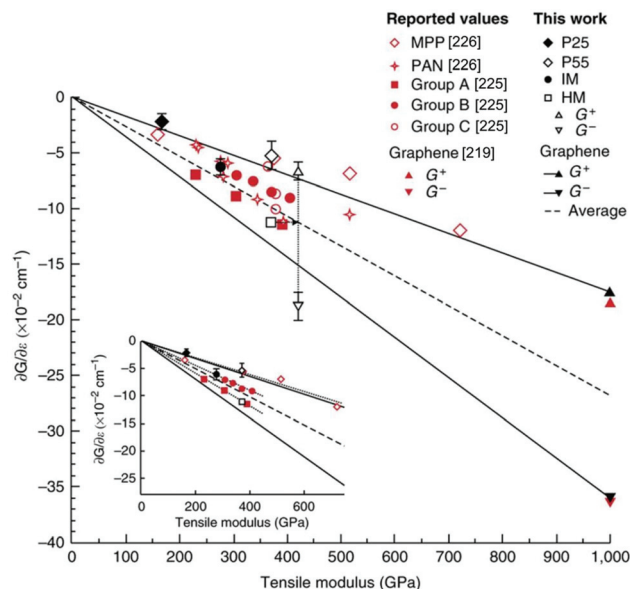 Reported values
MPP [226]
PAN [226]
Group A [225]
Group B [225]
Group C [225]
Graphene [219]
G⁺
G⁻
This work
P25
P55
IM
HM
G⁺
G⁻
Graphene
G⁺
G⁻
Average
0
−5
−10
−15
−20
−25
−30
−35
−40
∂G/∂ε (×10⁻² cm⁻¹)
0
100
200
300
400
500
600
700
800
900
1,000
Tensile modulus (GPa)
0
−5
−10
−15
−20
−25
∂G/∂ε (×10⁻² cm⁻¹)
0
200
400
600
Tensile modulus (GPa)